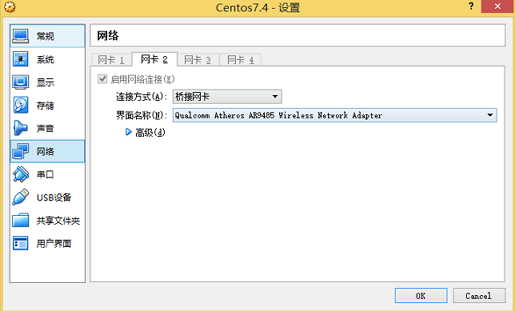 Centos7.4 - 设置
?
常规
系统
显示
存储
声音
网络
串口
USB设备
共享文件夹
用户界面
网络
网卡 1 网卡 2 网卡 3 网卡 4
启用网络连接(E)
连接方式(A): 桥接网卡
界面名称(N): Qualcomm Atheros AR9485 Wireless Network Adapter
高级(d)
OK Cancel